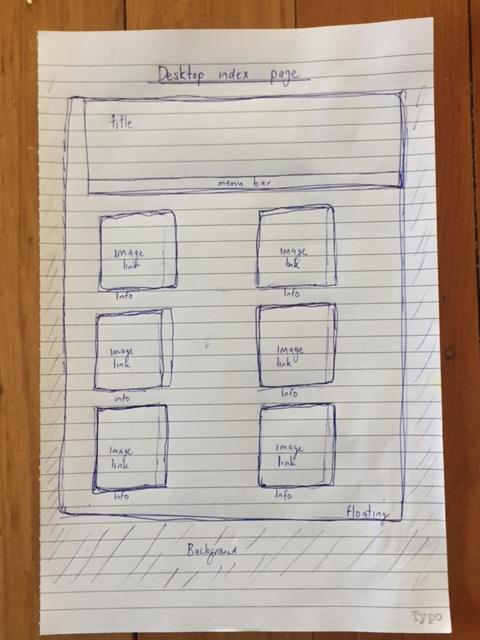 Desktop index page
title
menu bar
Image
link
Image
link
Info
Info
Image
link
Image
link
Info
Info
Image
link
Image
link
Info
Info
floating
Background
Typo